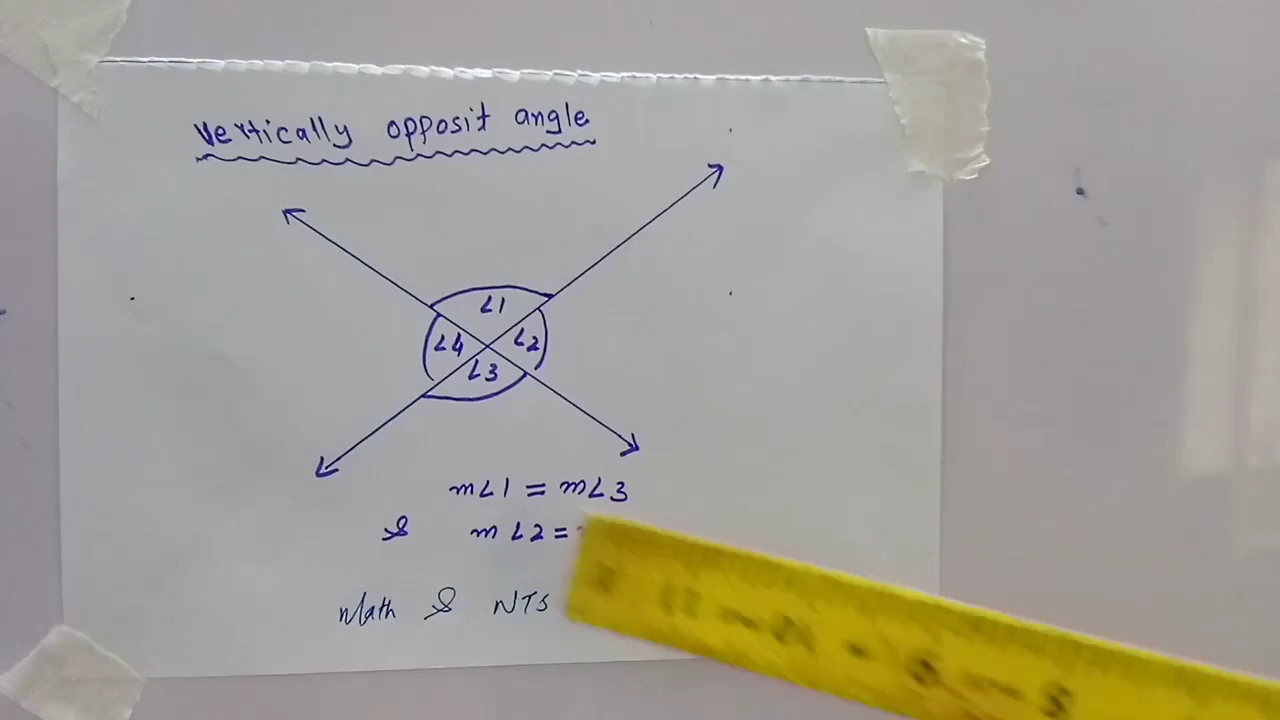 Vertically opposit angle
∠1
∠4 ∠2
∠3
m∠1 = m∠3
& m∠2 =
Math & NTS